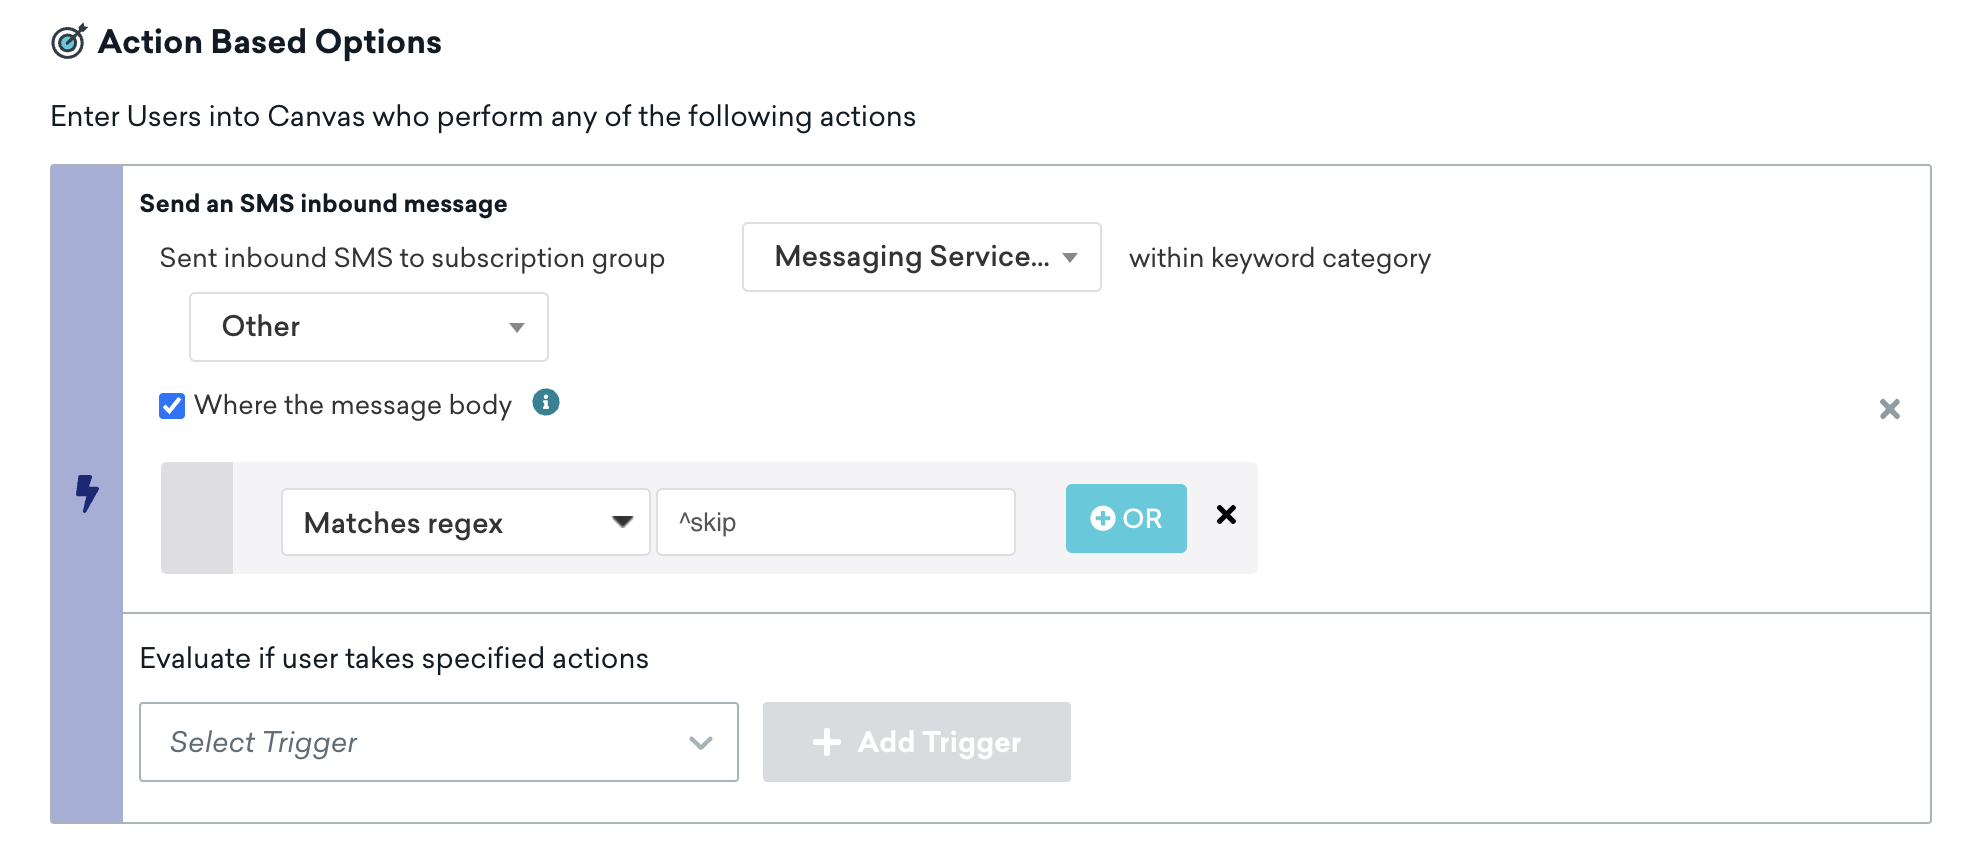 Action Based Options
Enter Users into Canvas who perform any of the following actions
Send an SMS inbound message
Sent inbound SMS to subscription group Messaging Service... within keyword category
Other
Where the message body
Matches regex ^skip OR
Evaluate if user takes specified actions
Select Trigger Add Trigger